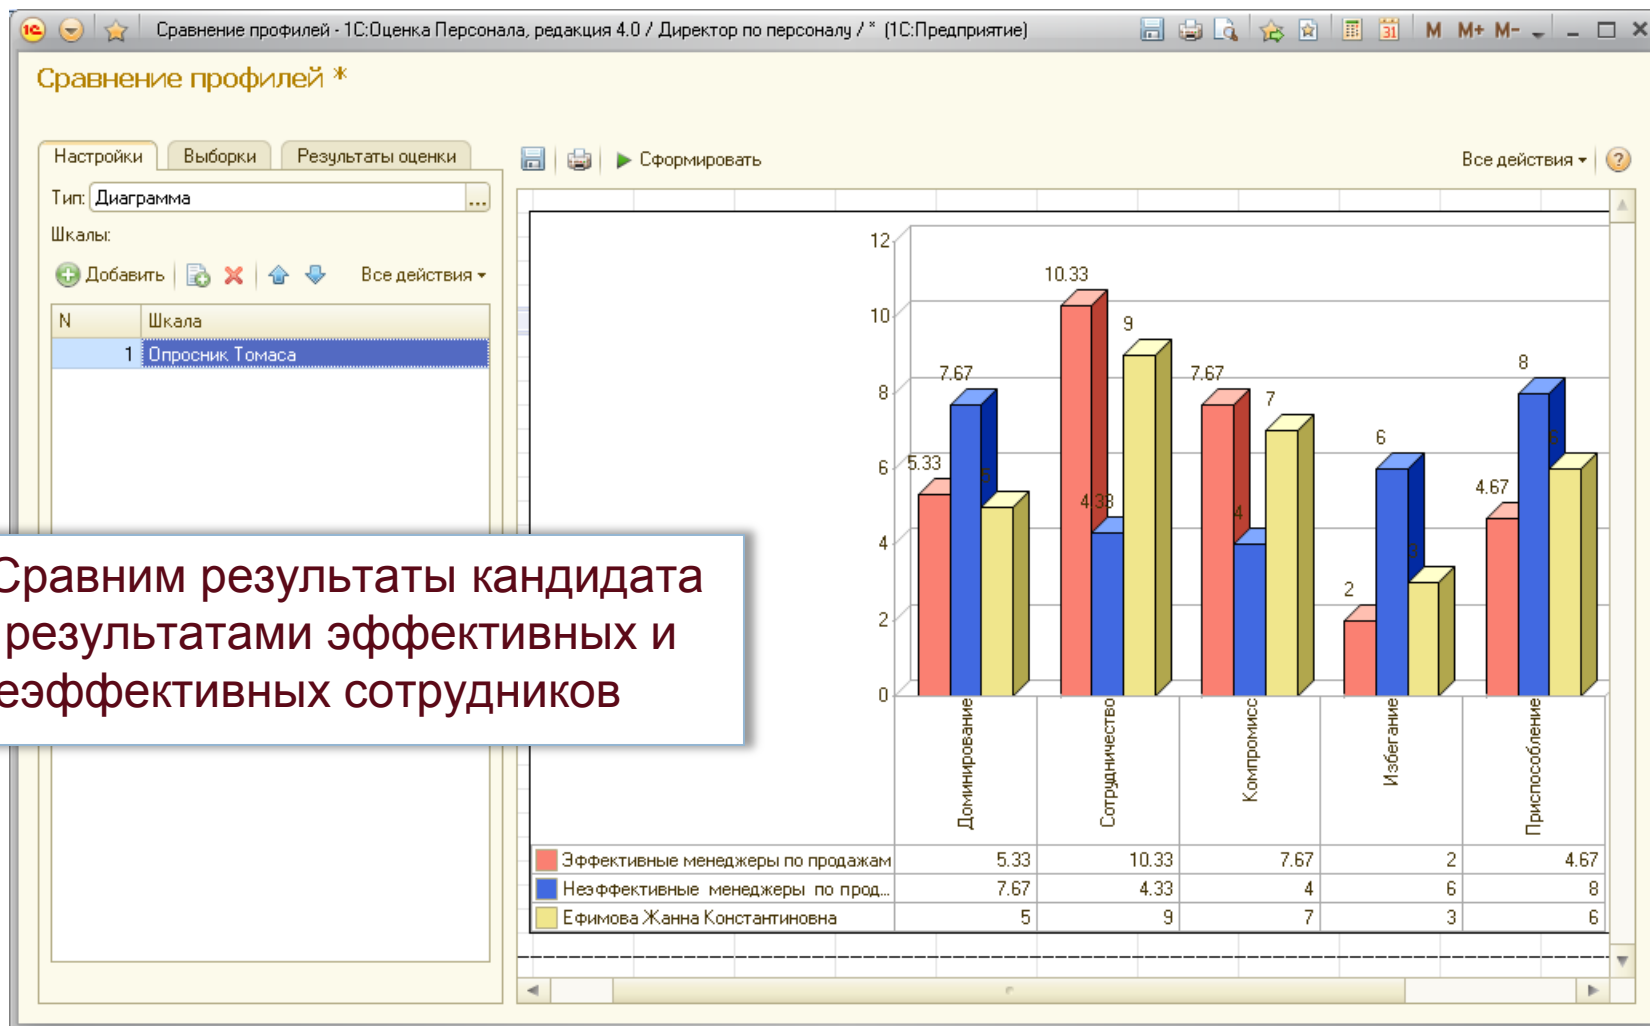 Сравнение профилей - 1С:Оценка Персонала, редакция 4.0 / Директор по персоналу / * (1С:Предприятие)
31 M M+ M-
Сравнение профилей *
Настройки Выборки Результаты оценки
Сформировать
Все действия
Тип: Диаграмма ...
Шкалы:
Добавить Все действия
N Шкала
1 Опросник Томаса
Сравним результаты кандидата
результатами эффективных и
еэффективных сотрудников
12
10
8
6
4
2
0
5.33 7.67 5
10.33 4.33 9
7.67 4 7
2 6 3
4.67 8 6
Доминирование
Сотрудничество
Компромисс
Избегание
Приспособление
Эффективные менеджеры по продажам 5.33 10.33 7.67 2 4.67
Неэффективные менеджеры по прод... 7.67 4.33 4 6 8
Ефимова Жанна Константиновна 5 9 7 3 6